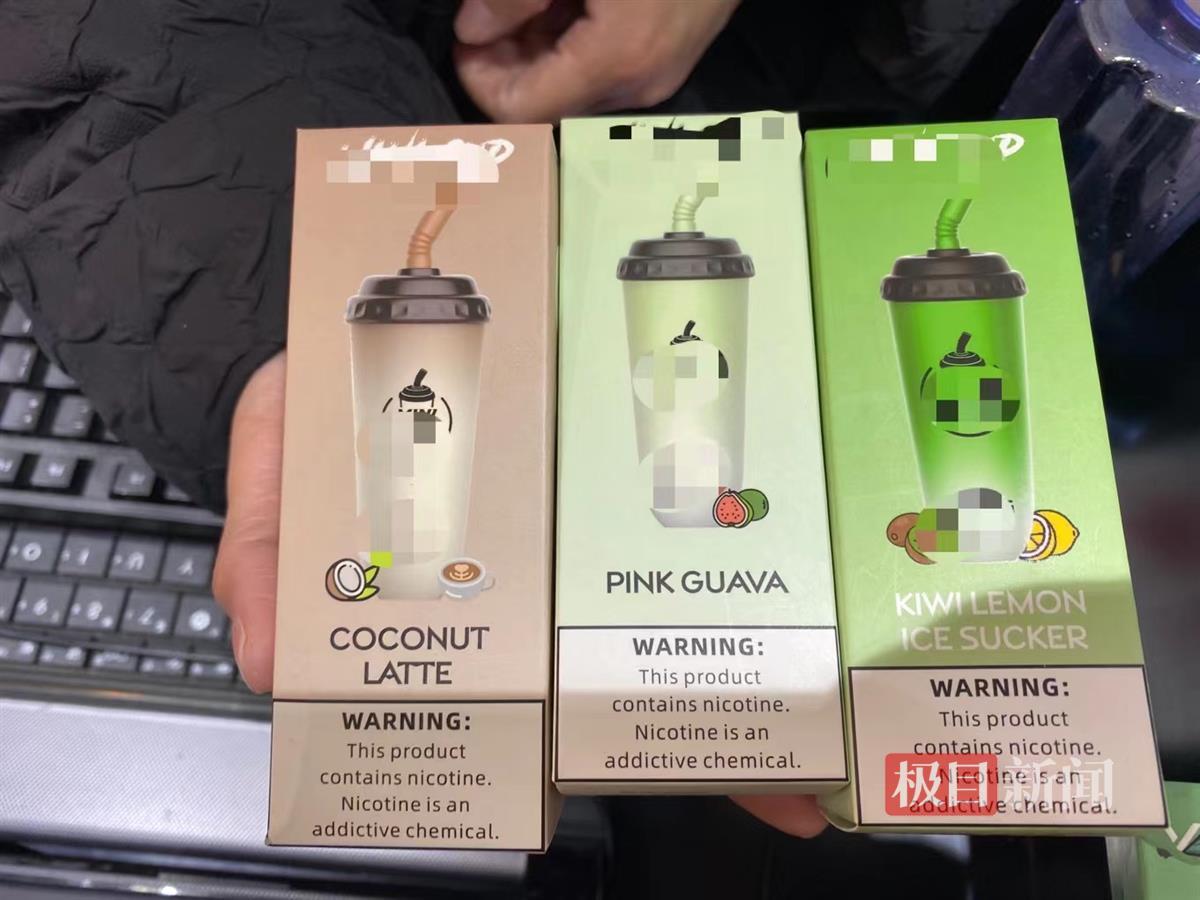 COCONUT
LATTE
WARNING:
This product
contains nicotine.
Nicotine is an
addictive chemical.
PINK GUAVA
WARNING:
This product
contains nicotine.
Nicotine is an
addictive chemical.
KIWI LEMON
ICE SUCKER
WARNING:
This product
contains nicotine.
Nicotine is an
addictive chemical.
极目新闻